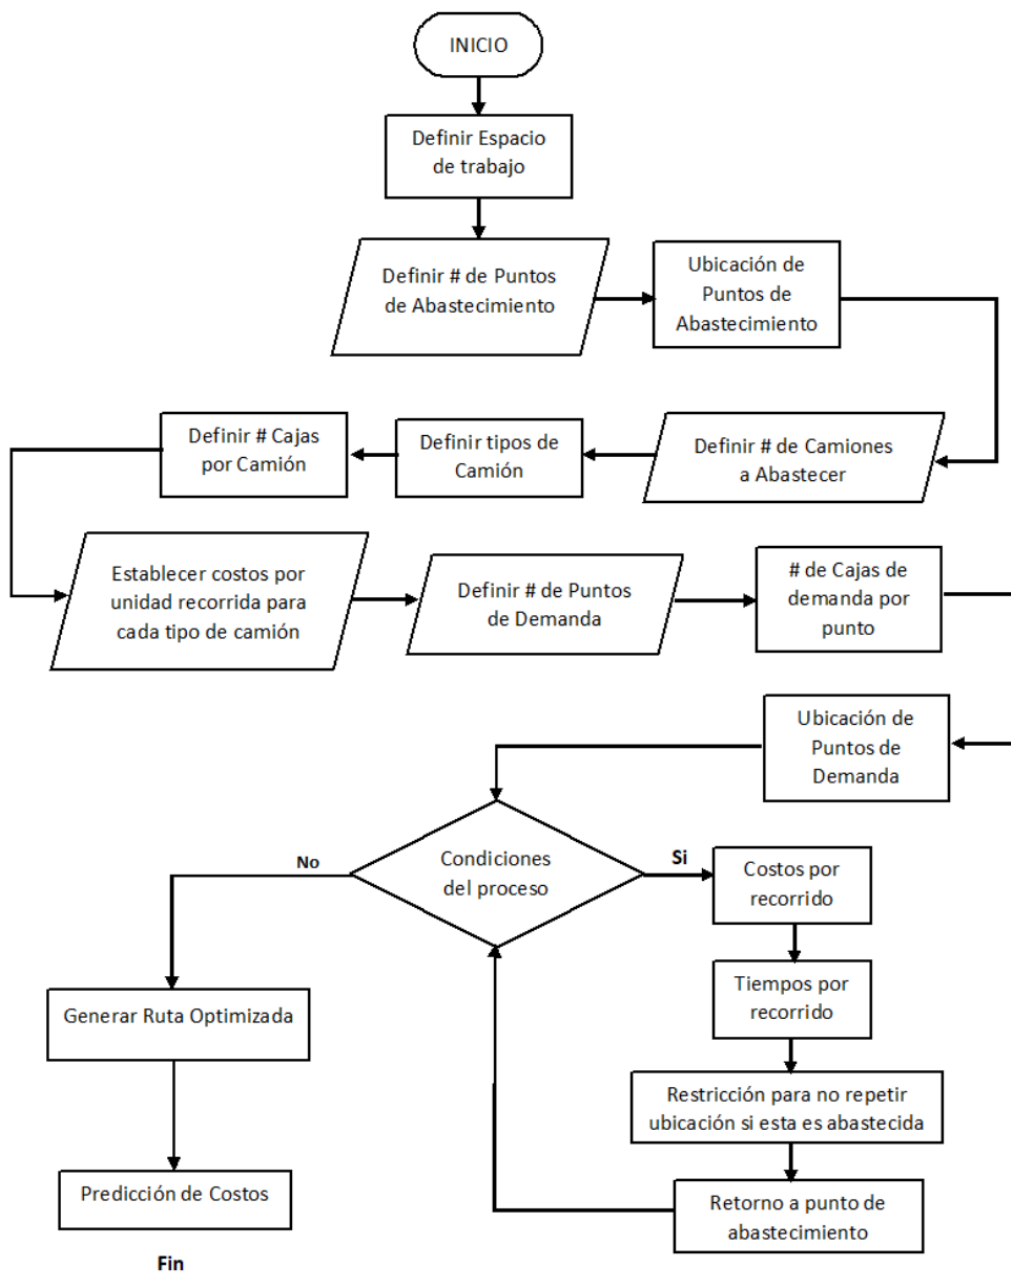 INICIO
Definir Espacio
de trabajo
Definir # de Puntos
de Abastecimiento
Ubicación de
Puntos de
Abastecimiento
Definir # de Camiones
a Abastecer
Definir tipos de
Camión
Definir # Cajas
por Camión
Establecer costos por
unidad recorrida para
cada tipo de camión
Definir # de Puntos
de Demanda
# de Cajas de
demanda por
punto
Ubicación de
Puntos de
Demanda
Condiciones
del proceso
Si
Costos por
recorrido
Tiempos por
recorrido
Restricción para no repetir
ubicación si esta es abastecida
Retorno a punto de
abastecimiento
No
Generar Ruta Optimizada
Predicción de Costos
Fin